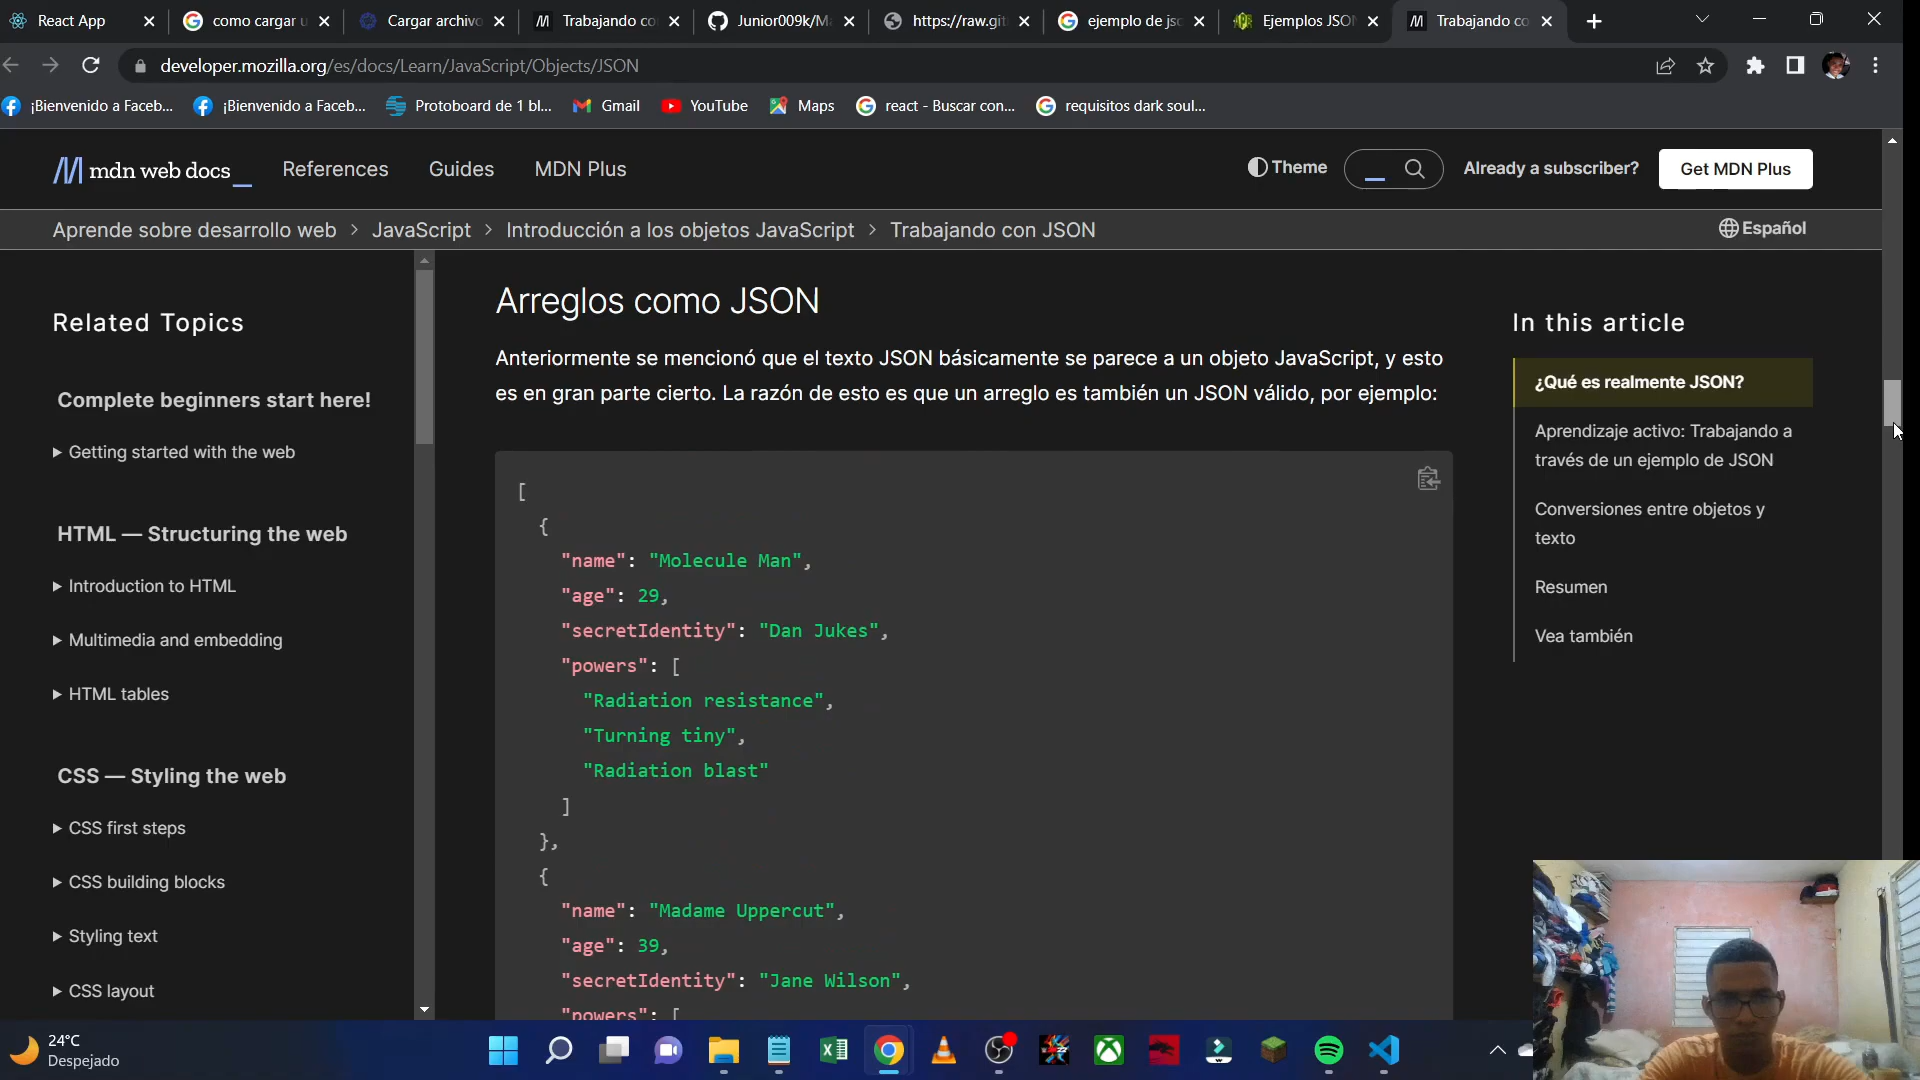 React App
como cargar u
Cargar archivo
Trabajando co
Junior009k/Ma
https://raw.git
ejemplo de jso
Ejemplos JSON
Trabajando co
developer.mozilla.org/es/docs/Learn/JavaScript/Objects/JSON
¡Bienvenido a Faceb...
¡Bienvenido a Faceb...
Protoboard de 1 bl...
Gmail
YouTube
Maps
react - Buscar con...
requisitos dark soul...
mdn web docs_
References
Guides
MDN Plus
Theme
Already a subscriber?
Get MDN Plus
Aprende sobre desarrollo web > JavaScript > Introducción a los objetos JavaScript > Trabajando con JSON
Español
Related Topics
Complete beginners start here!
Getting started with the web
HTML — Structuring the web
Introduction to HTML
Multimedia and embedding
HTML tables
CSS — Styling the web
CSS first steps
CSS building blocks
Styling text
CSS layout
Arreglos como JSON
Anteriormente se mencionó que el texto JSON básicamente se parece a un objeto JavaScript, y esto
es en gran parte cierto. La razón de esto es que un arreglo es también un JSON válido, por ejemplo:
[
{
"name": "Molecule Man",
"age": 29,
"secretIdentity": "Dan Jukes",
"powers": [
"Radiation resistance",
"Turning tiny",
"Radiation blast"
]
},
{
"name": "Madame Uppercut",
"age": 39,
"secretIdentity": "Jane Wilson",
"powers": [
In this article
¿Qué es realmente JSON?
Aprendizaje activo: Trabajando a
través de un ejemplo de JSON
Conversiones entre objetos y
texto
Resumen
Vea también
24°C
Despejado